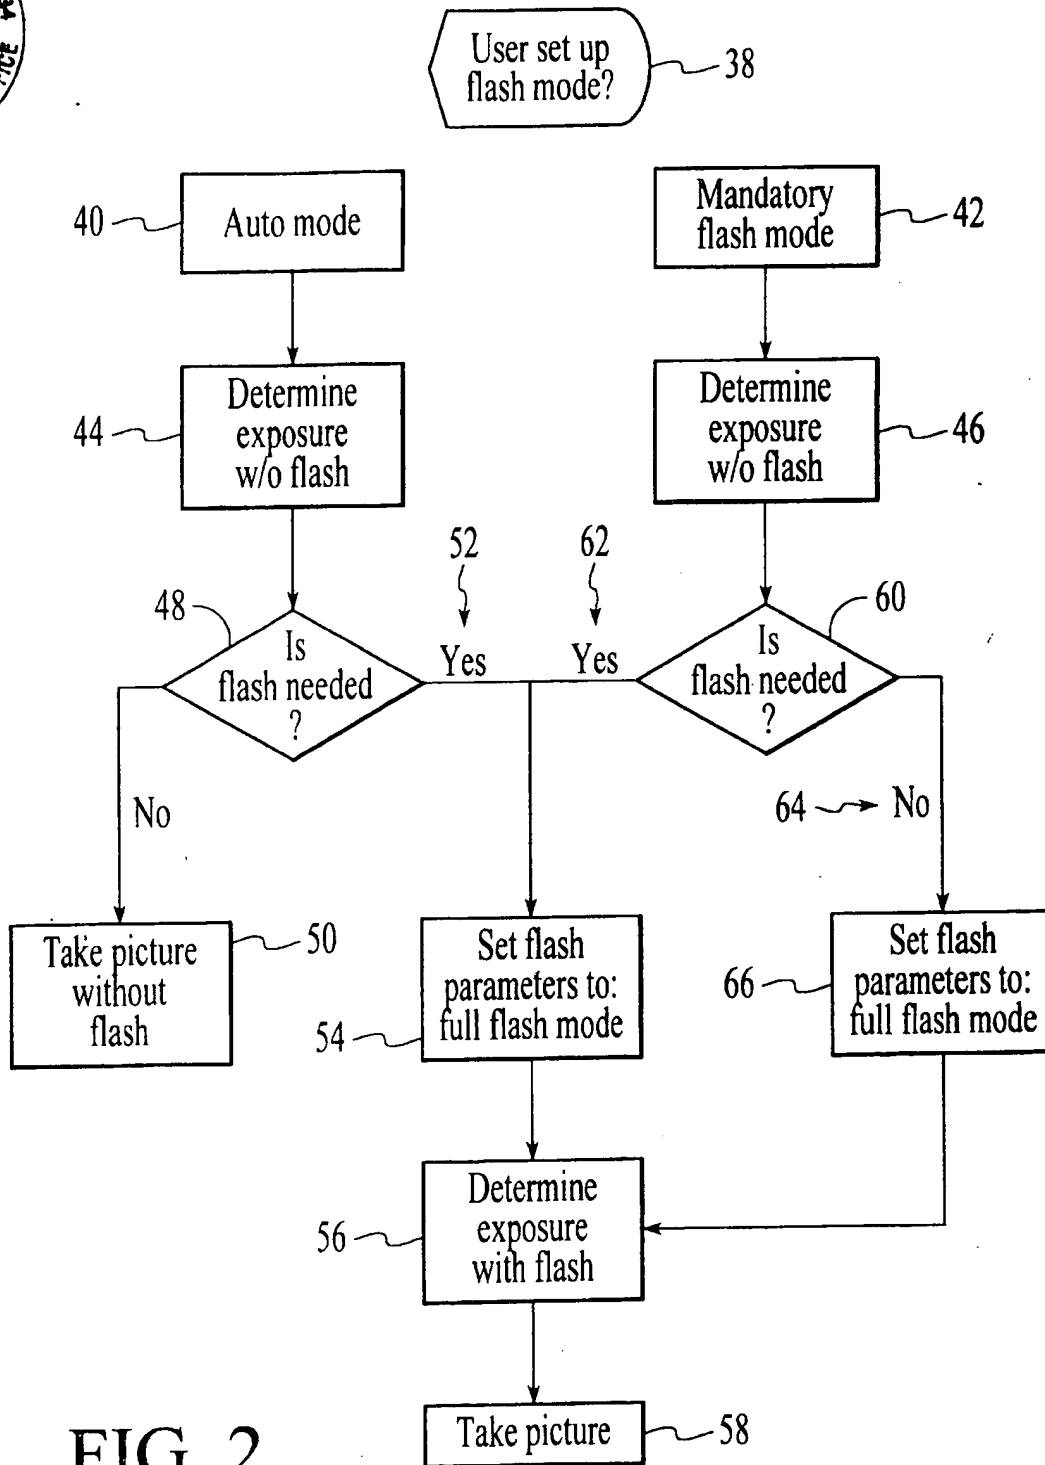 User set up
flash mode?
38
40
Auto mode
Mandatory
flash mode
42
44
Determine
exposure
w/o flash
Determine
exposure
w/o flash
46
52
62
48
Is
flash needed
?
Yes
Yes
60
Is
flash needed
?
No
64
No
Take picture
without
flash
50
54
Set flash
parameters to:
full flash mode
66
Set flash
parameters to:
full flash mode
56
Determine
exposure
with flash
Take picture
58
FIG. 2